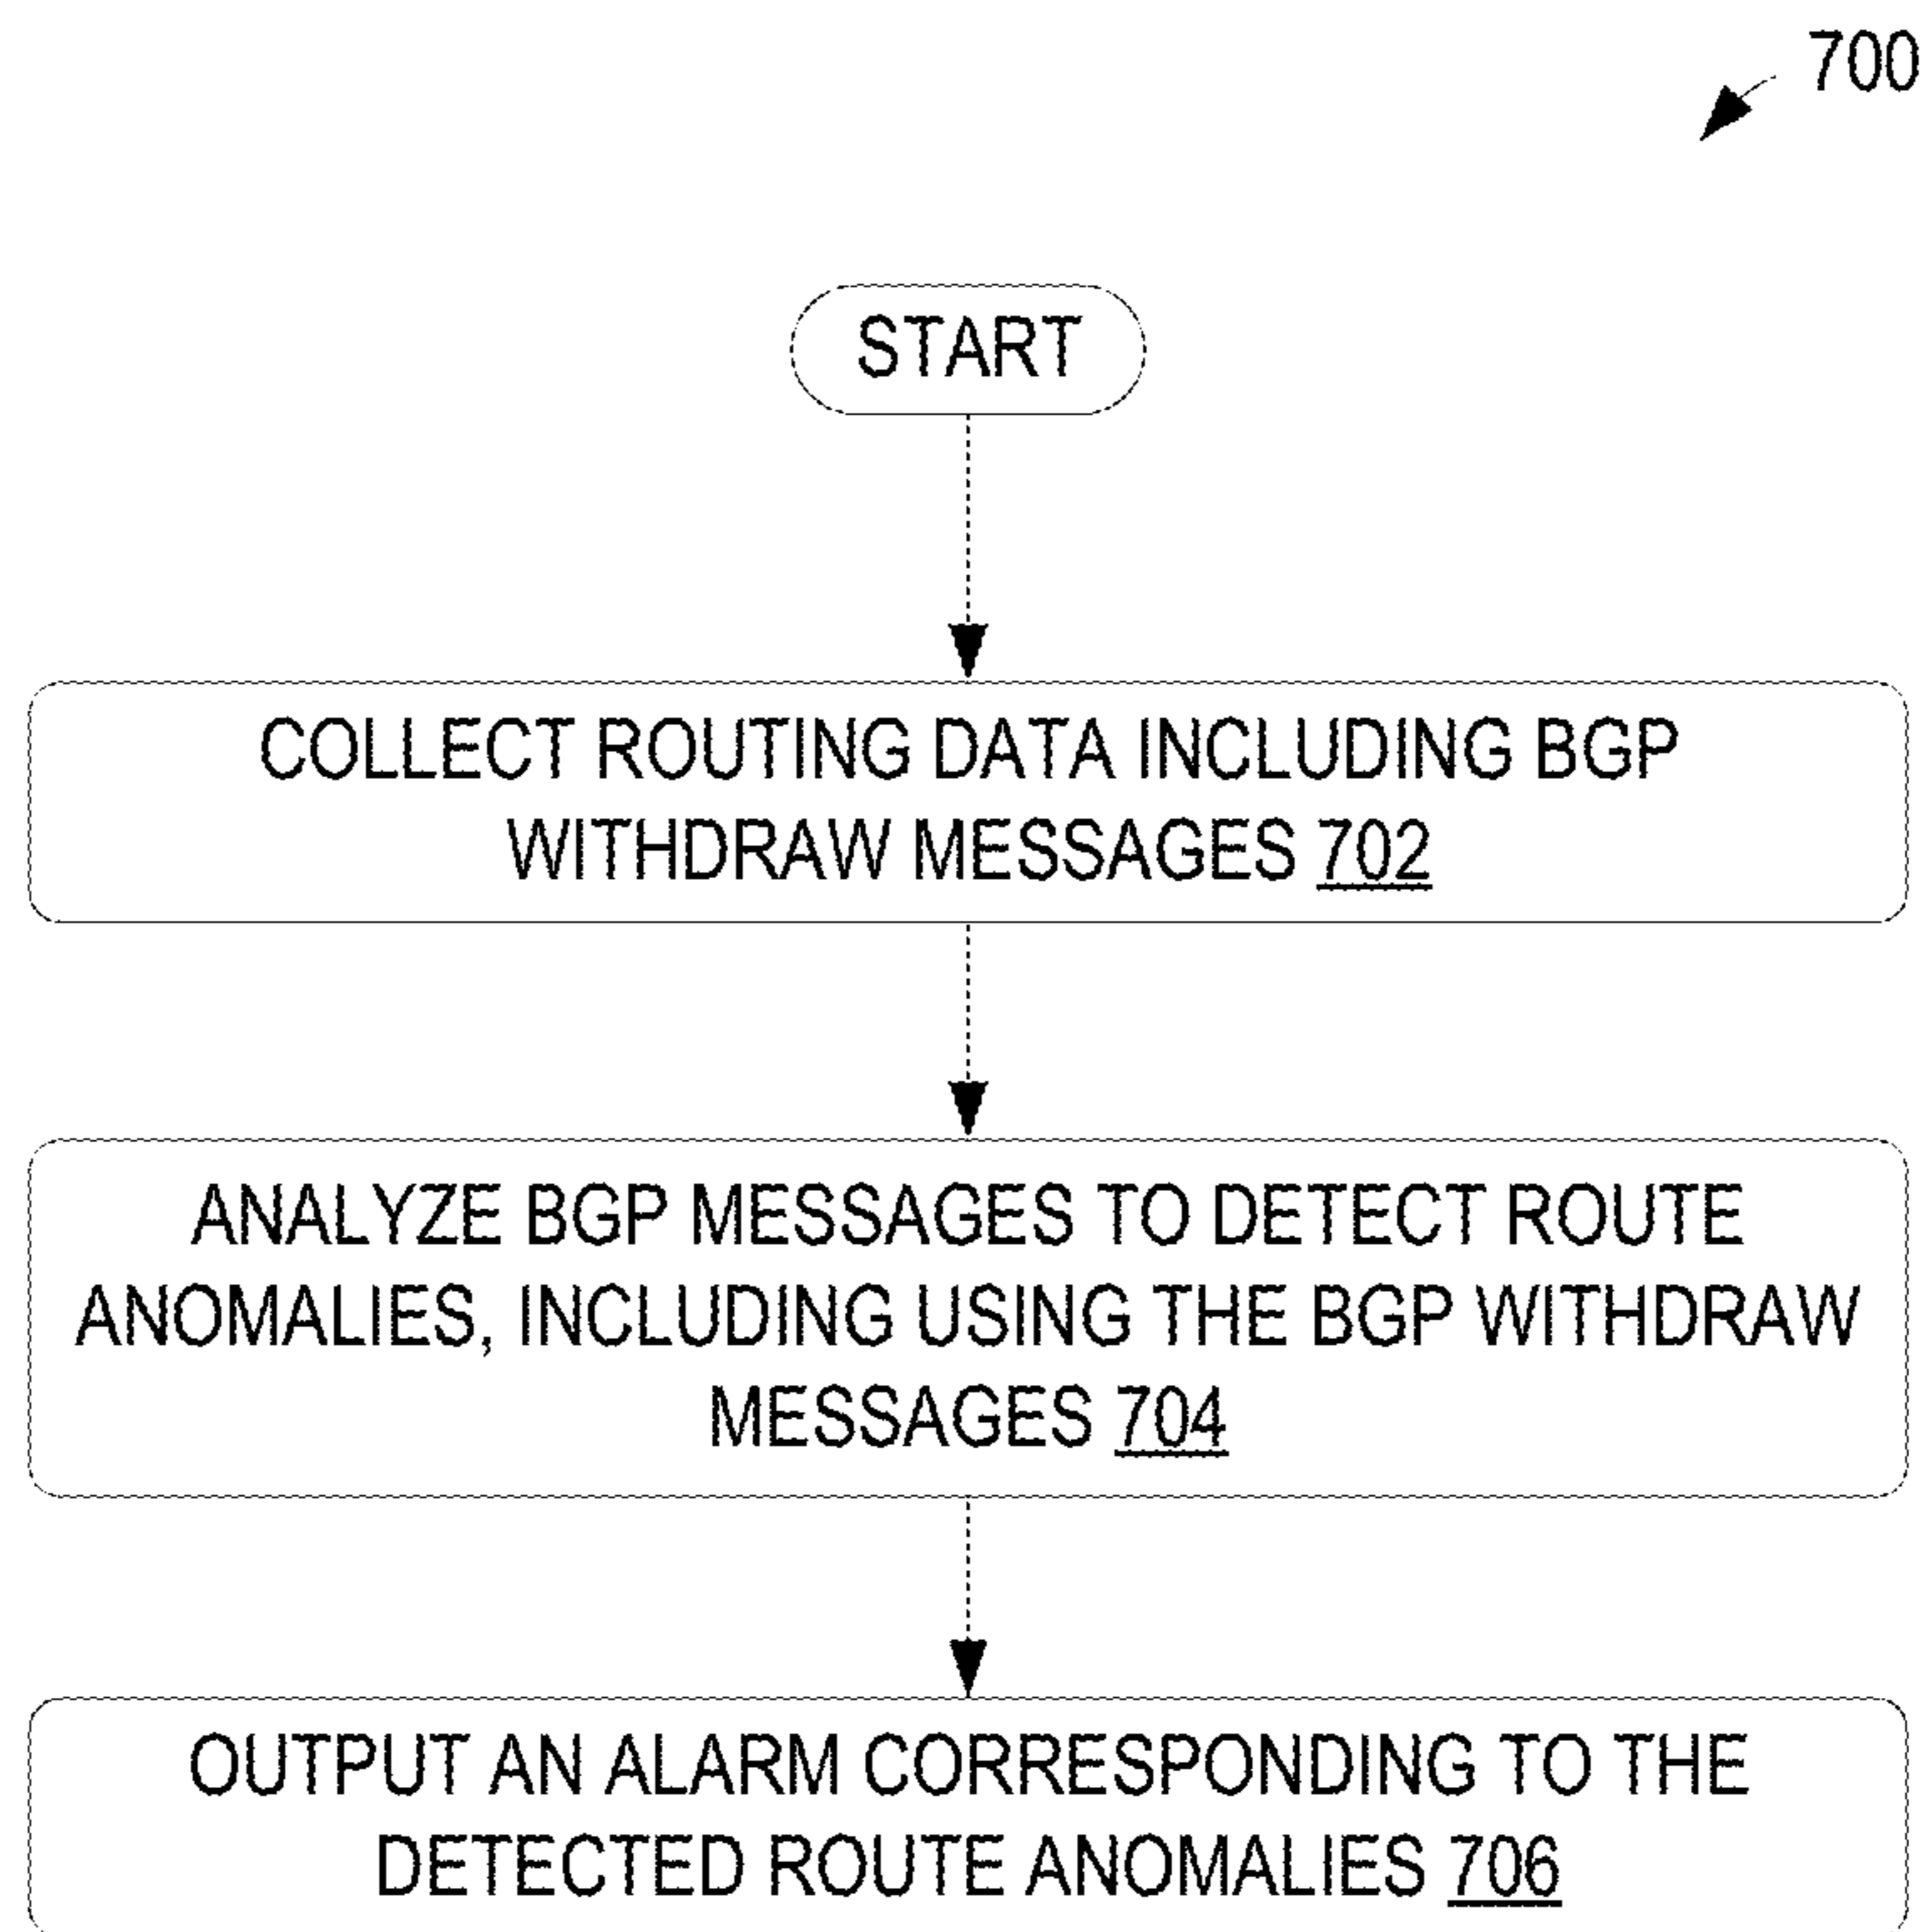 700
START
COLLECT ROUTING DATA INCLUDING BGP
WITHDRAW MESSAGES 702
ANALYZE BGP MESSAGES TO DETECT ROUTE
ANOMALIES, INCLUDING USING THE BGP WITHDRAW
MESSAGES 704
OUTPUT AN ALARM CORRESPONDING TO THE
DETECTED ROUTE ANOMALIES 706